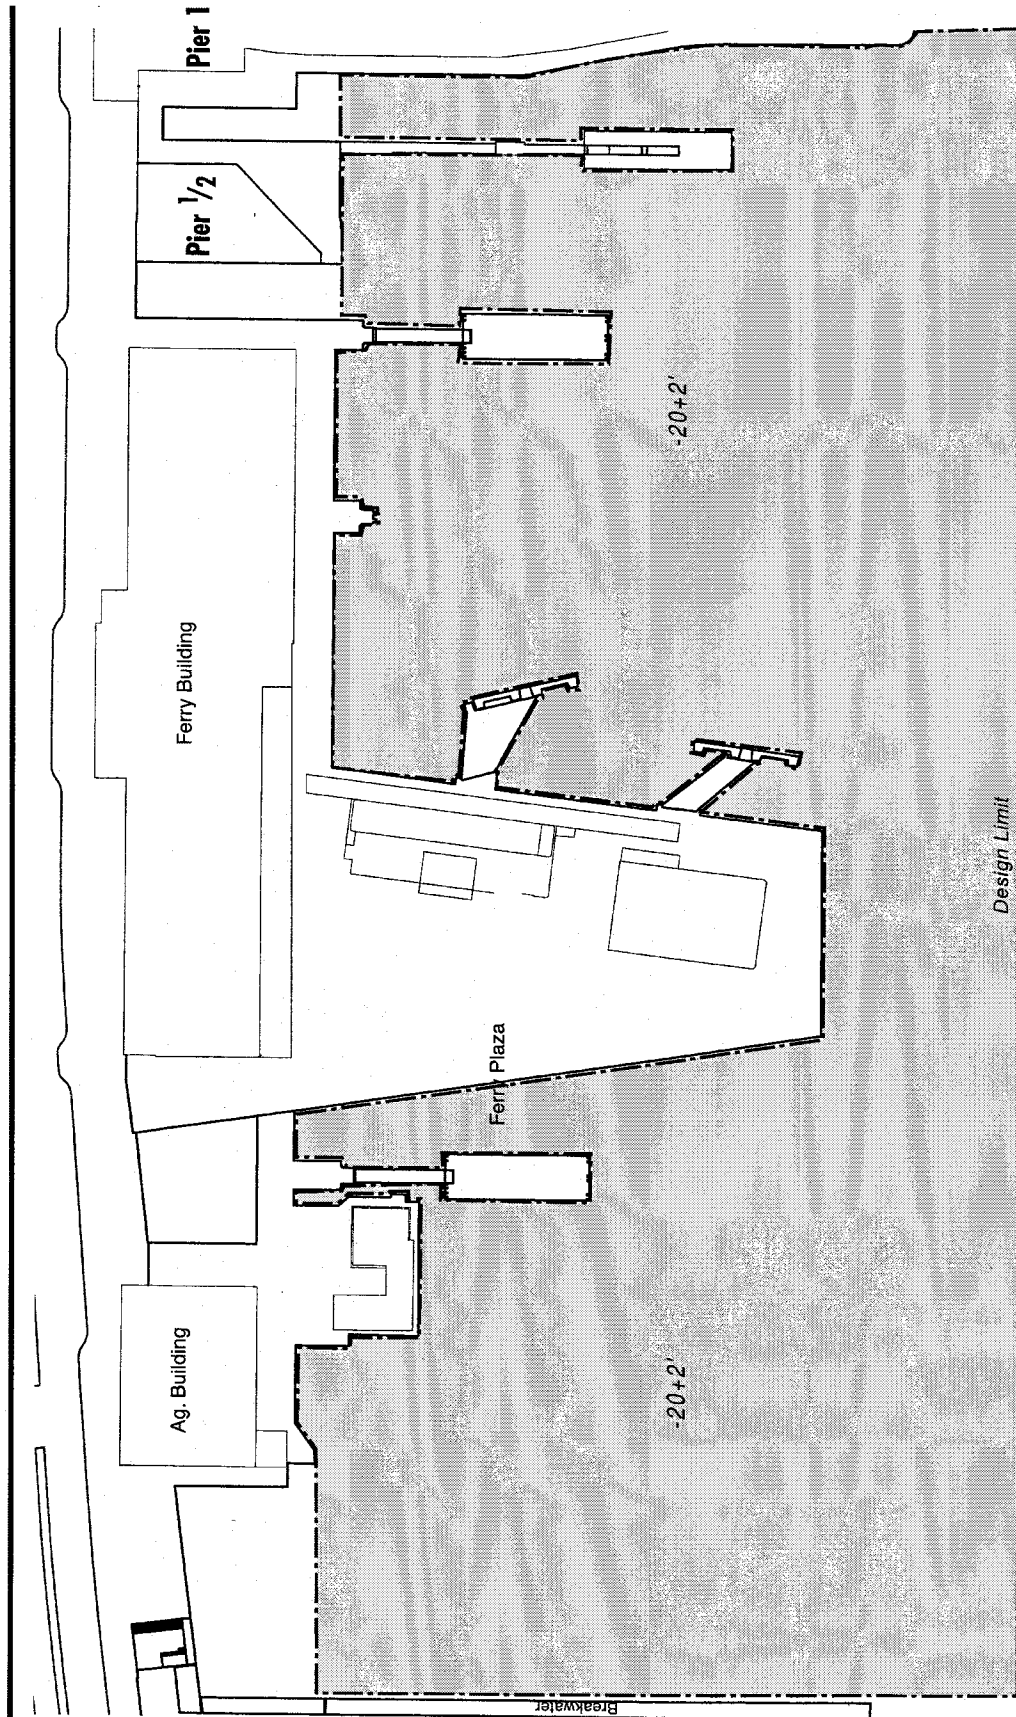 Pier 1
Pier 1/2
-20+2'
Ferry Building
Design Limit
Ferry Plaza
Ag. Building
-20+2'
Breakwater